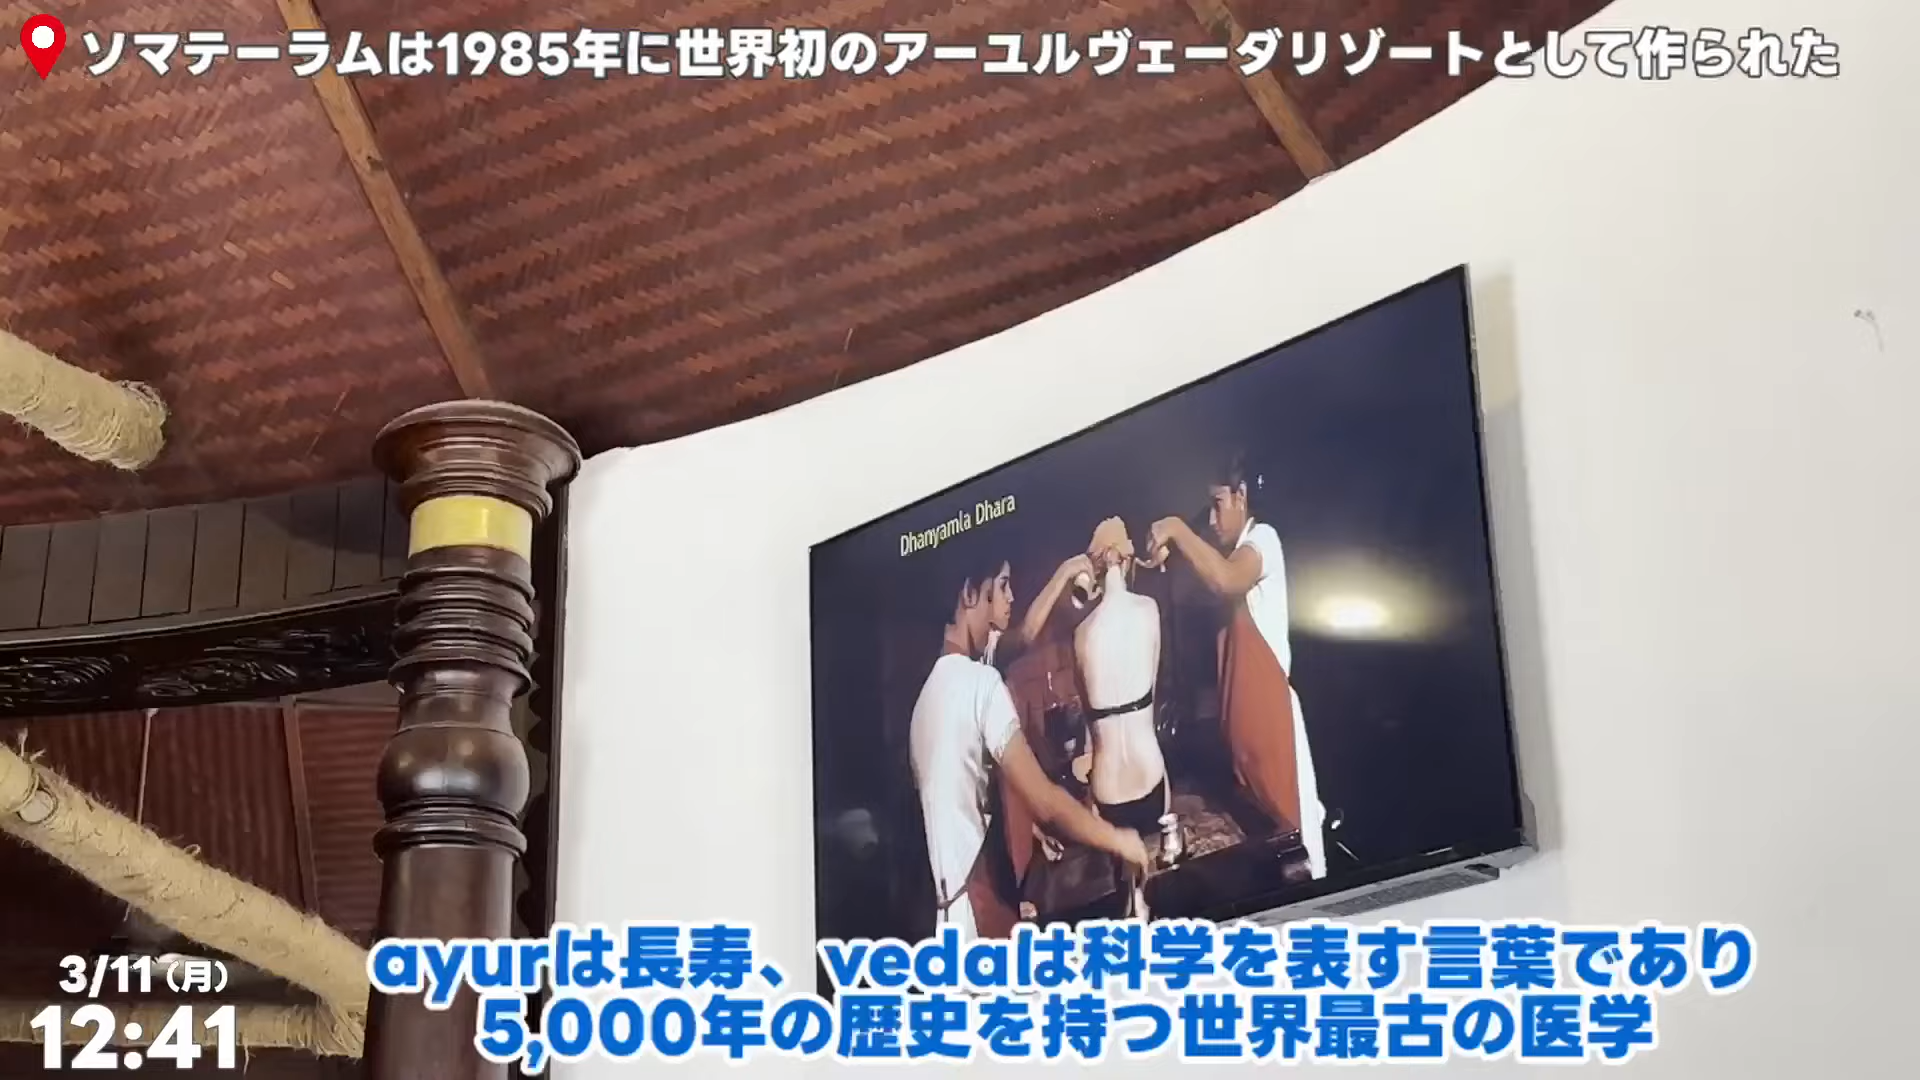 ソマテーラムは1985年に世界初のアーユルヴェーダリゾートとして作られた
Dhanyamla Dhara
ayurは長寿、vedaは科学を表す言葉であり
5,000年の歴史を持つ世界最古の医学
3/11(月)
12:41